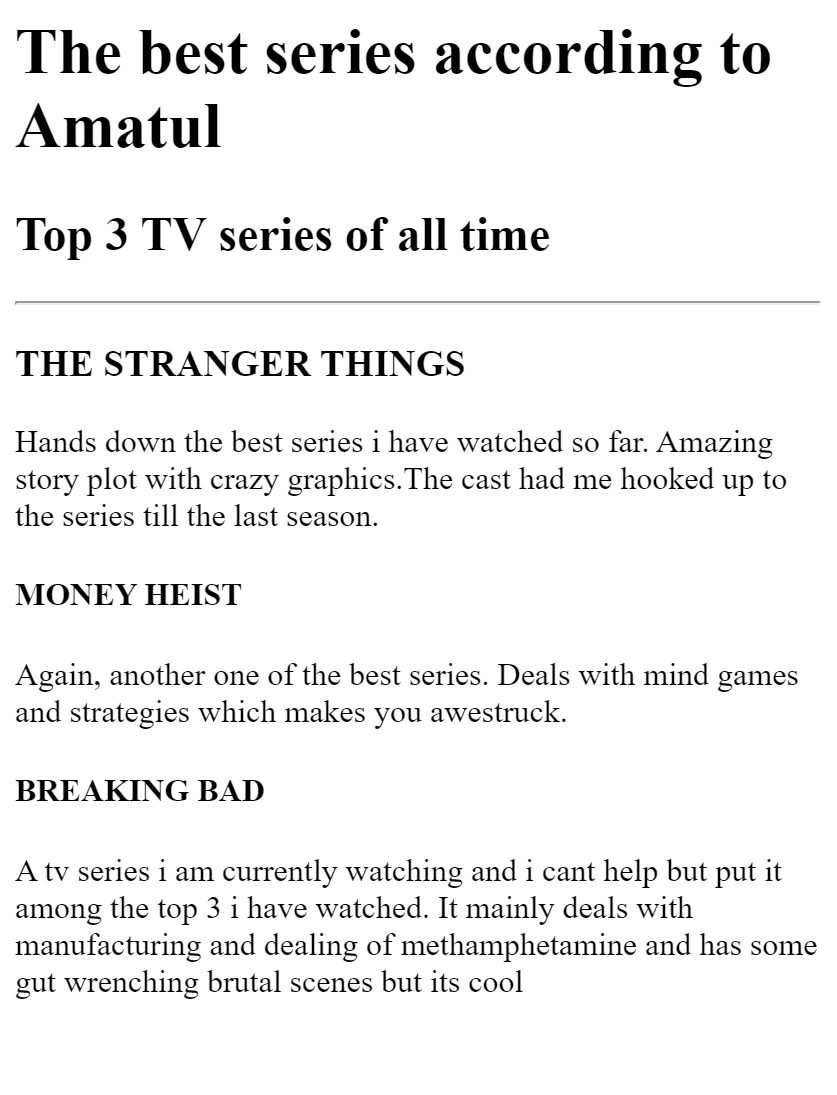 The best series according to
Amatul
Top 3 TV series of all time
THE STRANGER THINGS
Hands down the best series i have watched so far. Amazing
story plot with crazy graphics.The cast had me hooked up to
the series till the last season.
MONEY HEIST
Again, another one of the best series. Deals with mind games
and strategies which makes you awestruck.
BREAKING BAD
A tv series i am currently watching and i cant help but put it
among the top 3 i have watched. It mainly deals with
manufacturing and dealing of methamphetamine and has some
gut wrenching brutal scenes but its cool